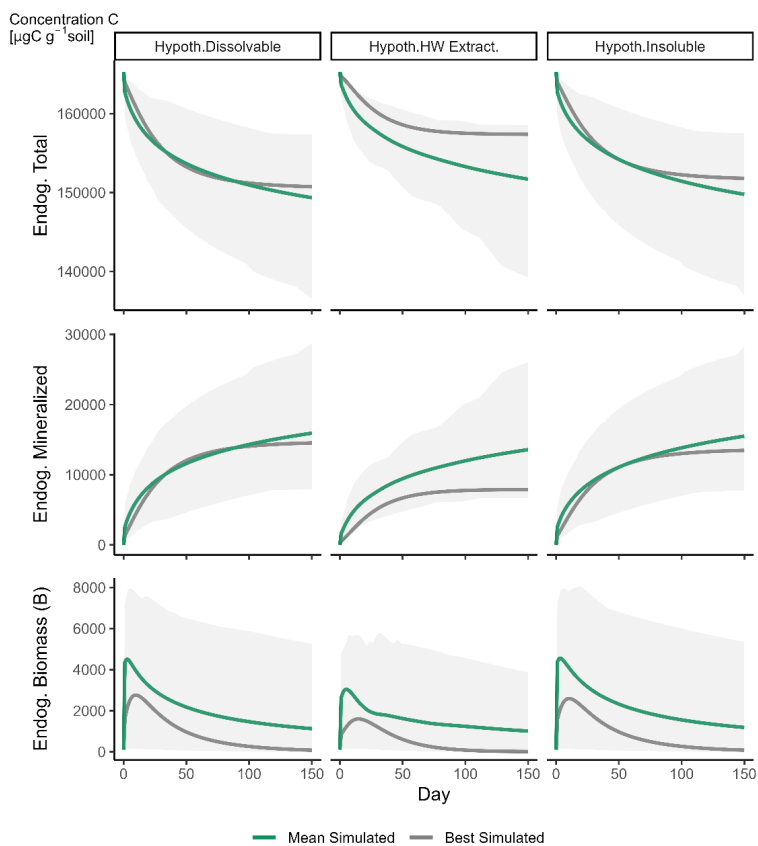 Concentration C
[µgC g⁻¹soil]
Hypoth.Dissolvable Hypoth.HW Extract. Hypoth.Insoluble
Endog. Total
160000
150000
140000
Endog. Mineralized
30000
20000
10000
0
Endog. Biomass (B)
8000
6000
4000
2000
0
0 50 100 150 0 50 100 150 0 50 100 150
Day
Mean Simulated Best Simulated